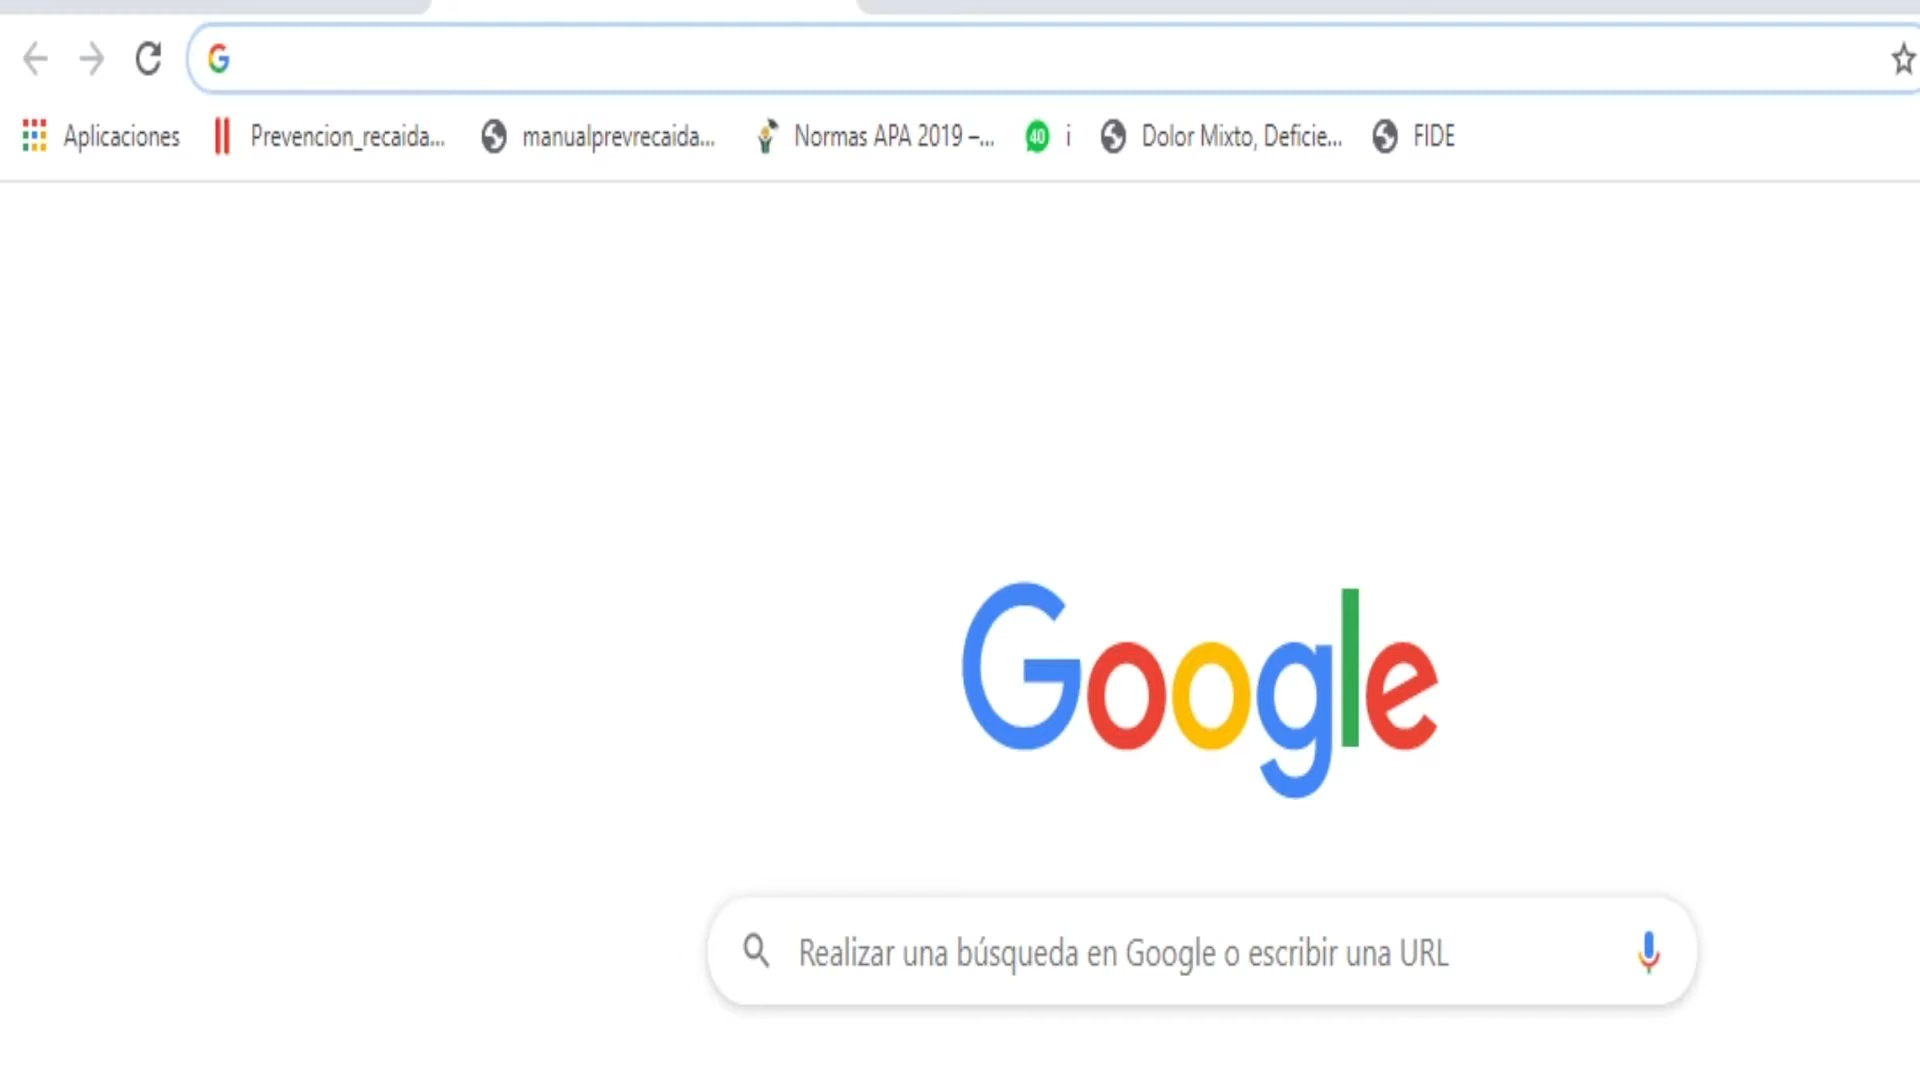 Aplicaciones Prevencion_recaida... manualprevrecaida... Normas APA 2019 –... 40 i Dolor Mixto, Deficie... FIDE
Google
Realizar una búsqueda en Google o escribir una URL